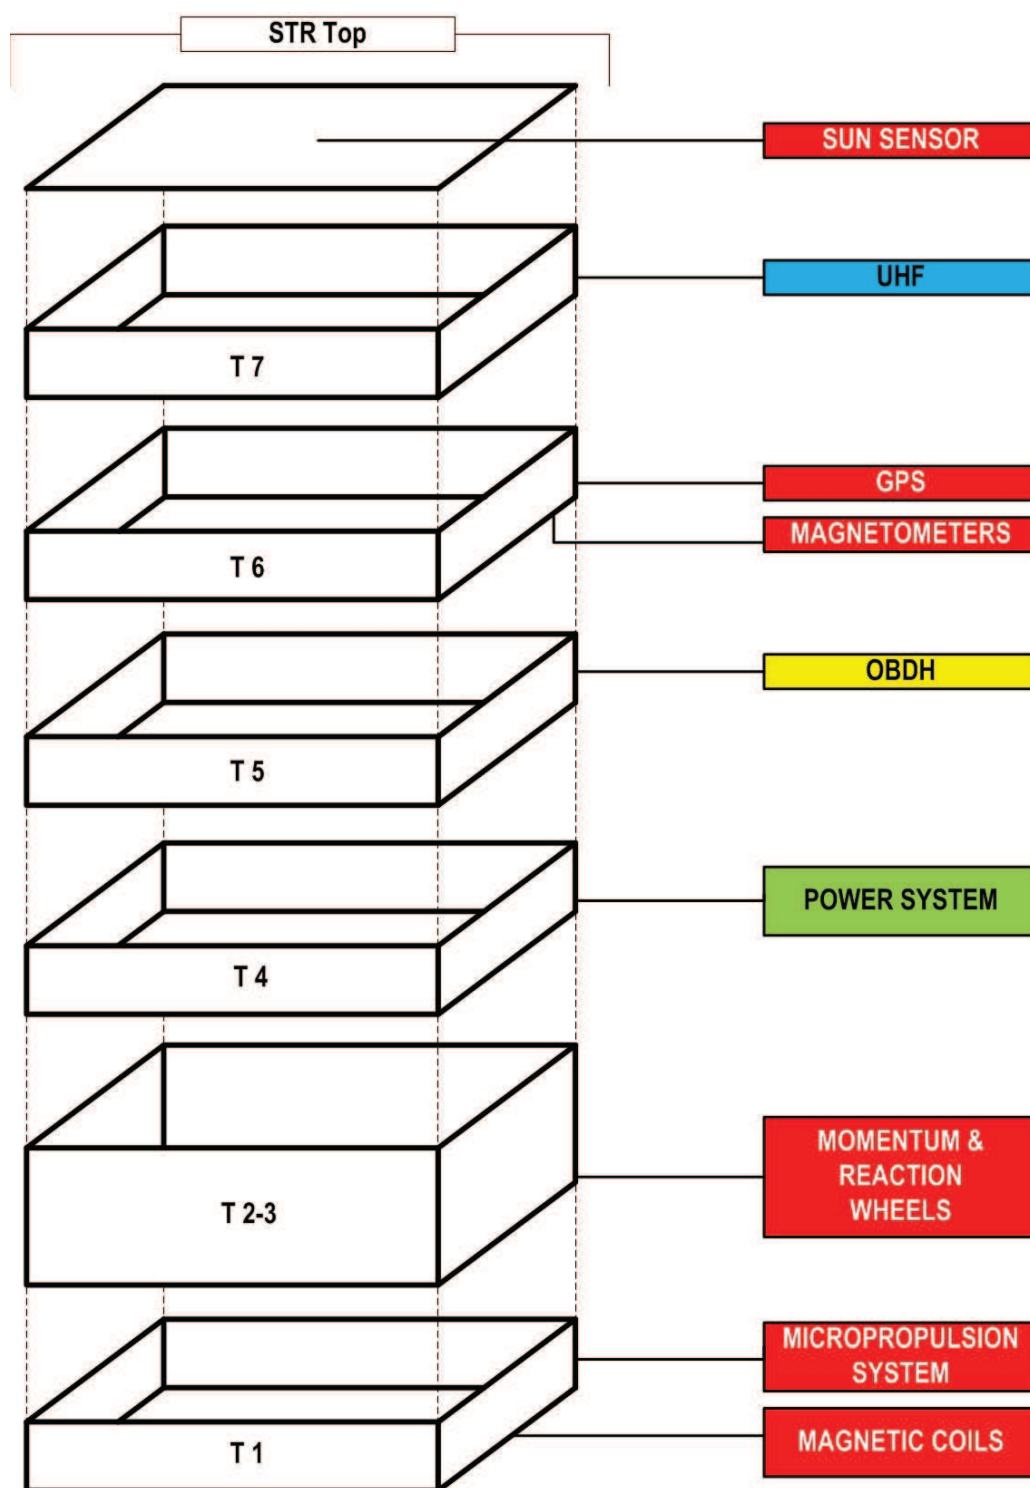 STR Top
SUN SENSOR
UHF
T 7
GPS
MAGNETOMETERS
T 6
OBDH
T 5
POWER SYSTEM
T 4
MOMENTUM &
REACTION
WHEELS
T 2-3
MICROPROPULSION
SYSTEM
MAGNETIC COILS
T 1